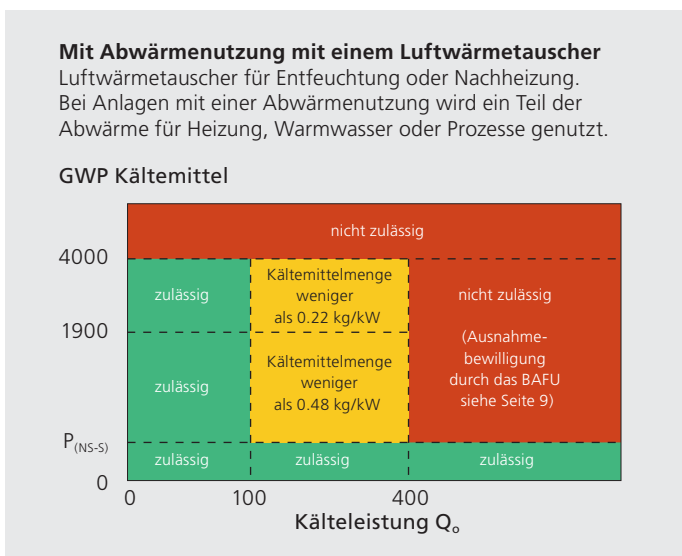 Mit Abwärmenutzung mit einem Luftwärmetauscher
Luftwärmetauscher für Entfeuchtung oder Nachheizung.
Bei Anlagen mit einer Abwärmenutzung wird ein Teil der
Abwärme für Heizung, Warmwasser oder Prozesse genutzt.
GWP Kältemittel
nicht zulässig
4000
zulässig
Kältemittelmenge
weniger
als 0.22 kg/kW
nicht zulässig
1900
(Ausnahme-
bewilligung
durch das BAFU
siehe Seite 9)
zulässig
Kältemittelmenge
weniger
als 0.48 kg/kW
P(NS-S)
zulässig
zulässig
zulässig
0
0
100
400
Kälteleistung Qo